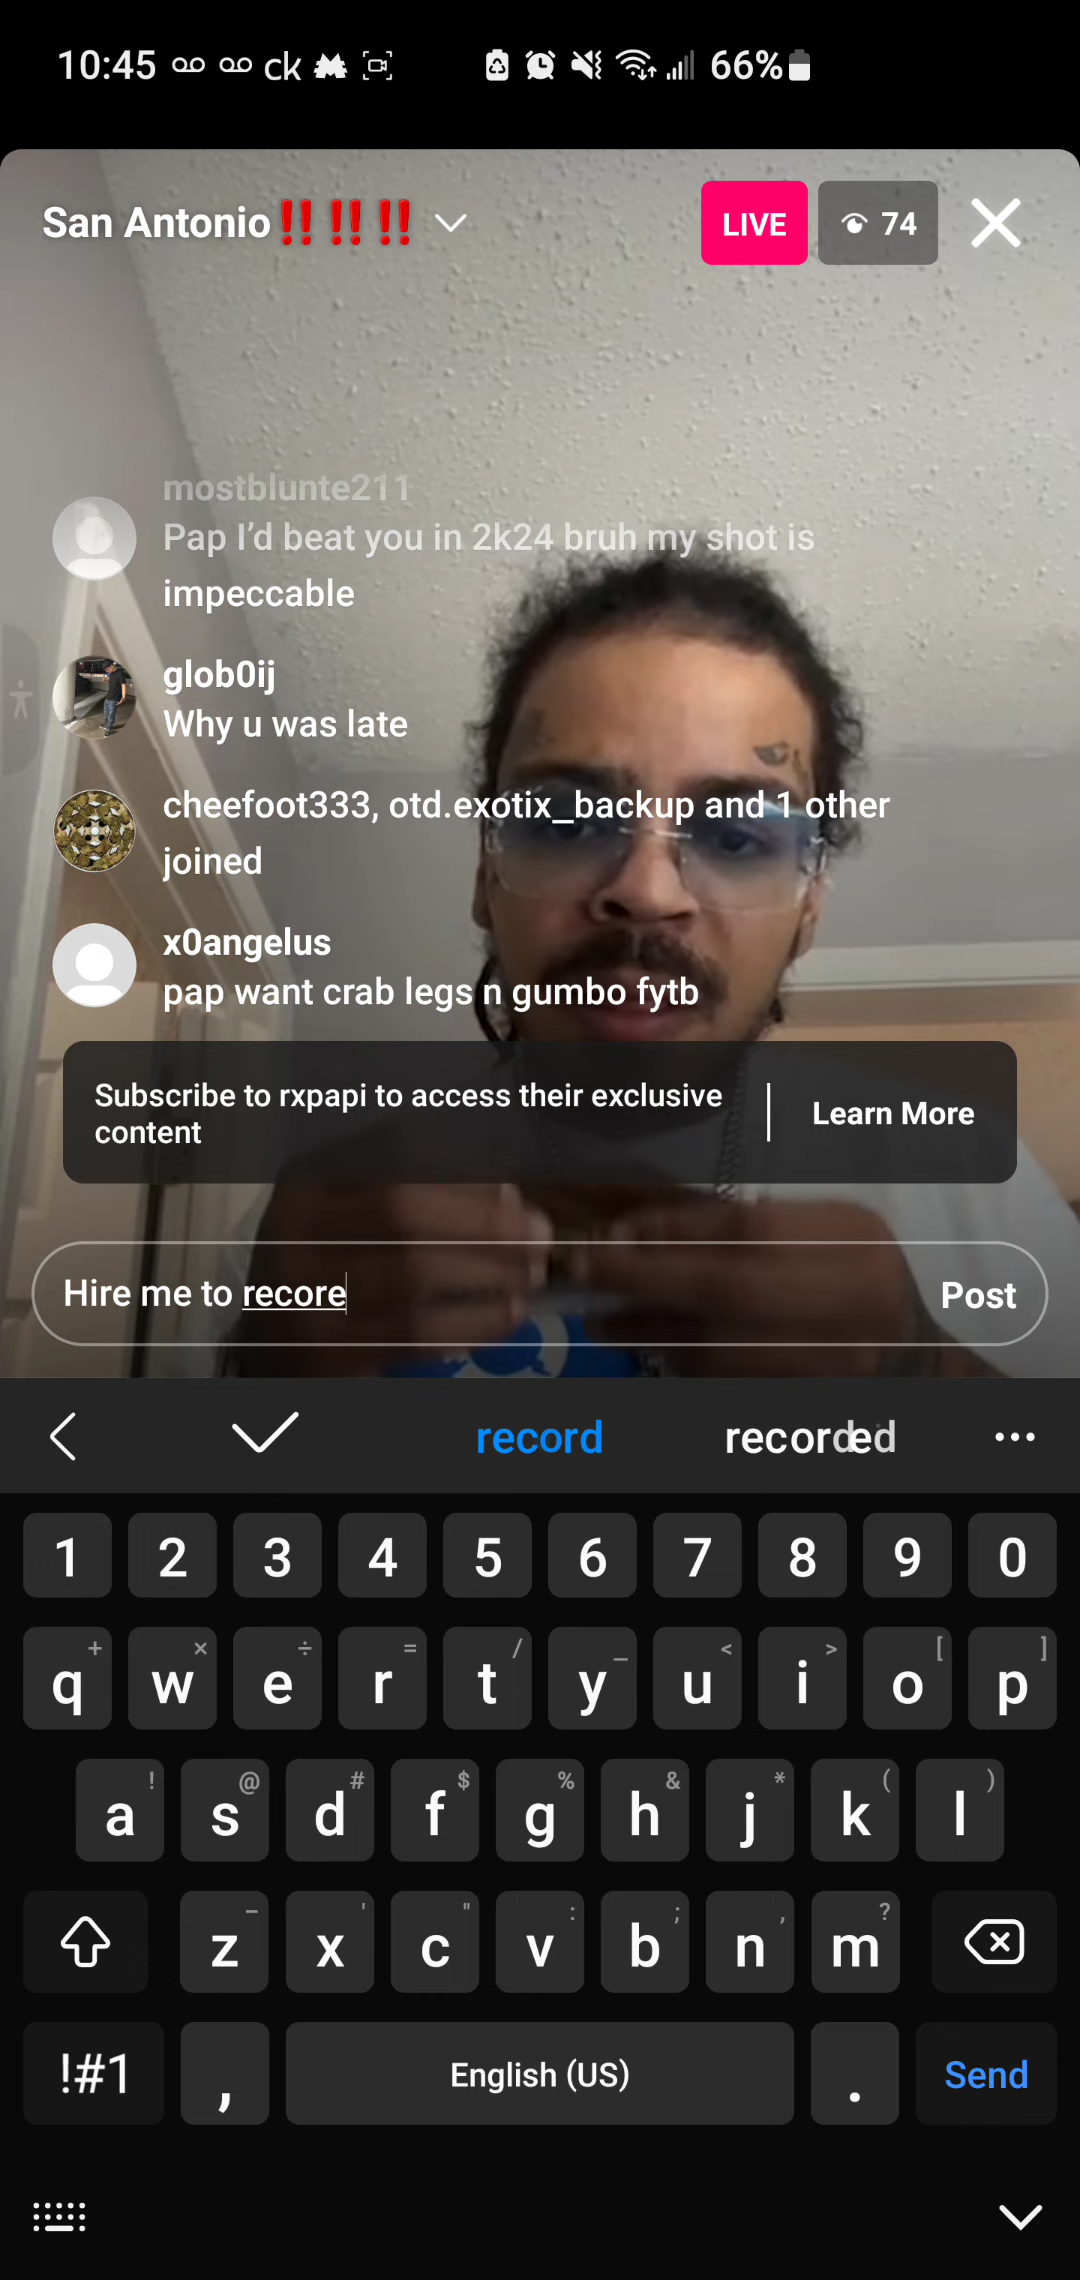 10:45 ck 66%
San Antonio‼️‼️‼️ LIVE 74
mostblunte211
Pap I’d beat you in 2k24 bruh my shot is
impeccable
glob0ij
Why u was late
cheefoot333, otd.exotix_backup and 1 other
joined
x0angelus
pap want crab legs n gumbo fytb
Subscribe to rxpapi to access their exclusive
content
Learn More
Hire me to recore Post
record recorded
1 2 3 4 5 6 7 8 9 0
+ × ÷ = / _ < > [ ]
q w e r t y u i o p
! @ # $ % & * ( )
a s d f g h j k l
- ' " : ; , ?
z x c v b n m
!#1 , English (US) . Send